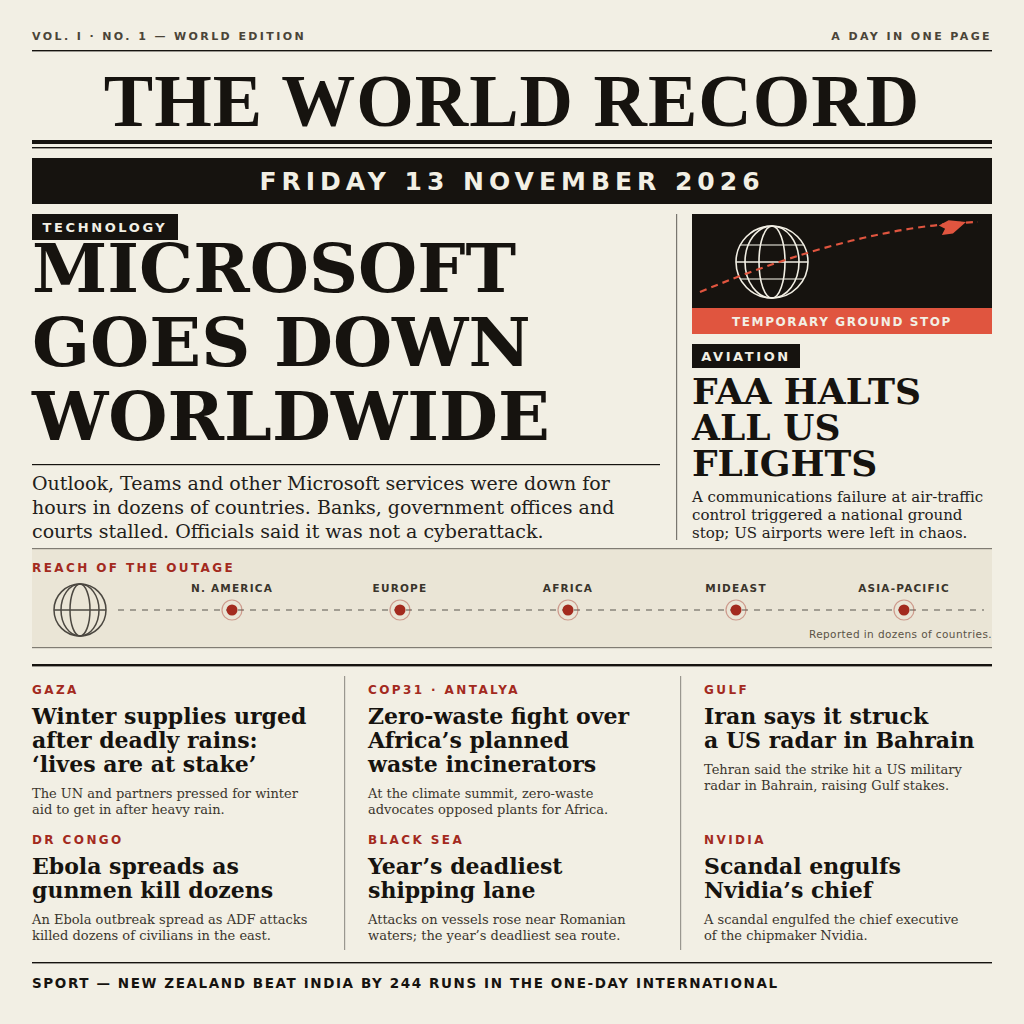 VOL. I · NO. 1 — WORLD EDITION
A DAY IN ONE PAGE
THE WORLD RECORD
FRIDAY 13 NOVEMBER 2026
TECHNOLOGY
MICROSOFT
GOES DOWN
WORLDWIDE
Outlook, Teams and other Microsoft services were down for
hours in dozens of countries. Banks, government offices and
courts stalled. Officials said it was not a cyberattack.
TEMPORARY GROUND STOP
AVIATION
FAA HALTS
ALL US
FLIGHTS
A communications failure at air-traffic
control triggered a national ground
stop; US airports were left in chaos.
REACH OF THE OUTAGE
N. AMERICA
EUROPE
AFRICA
MIDEAST
ASIA-PACIFIC
Reported in dozens of countries.
GAZA
Winter supplies urged
after deadly rains:
‘lives are at stake’
The UN and partners pressed for winter
aid to get in after heavy rain.
COP31 · ANTALYA
Zero-waste fight over
Africa’s planned
waste incinerators
At the climate summit, zero-waste
advocates opposed plants for Africa.
GULF
Iran says it struck
a US radar in Bahrain
Tehran said the strike hit a US military
radar in Bahrain, raising Gulf stakes.
DR CONGO
Ebola spreads as
gunmen kill dozens
An Ebola outbreak spread as ADF attacks
killed dozens of civilians in the east.
BLACK SEA
Year’s deadliest
shipping lane
Attacks on vessels rose near Romanian
waters; the year’s deadliest sea route.
NVIDIA
Scandal engulfs
Nvidia’s chief
A scandal engulfed the chief executive
of the chipmaker Nvidia.
SPORT — NEW ZEALAND BEAT INDIA BY 244 RUNS IN THE ONE-DAY INTERNATIONAL